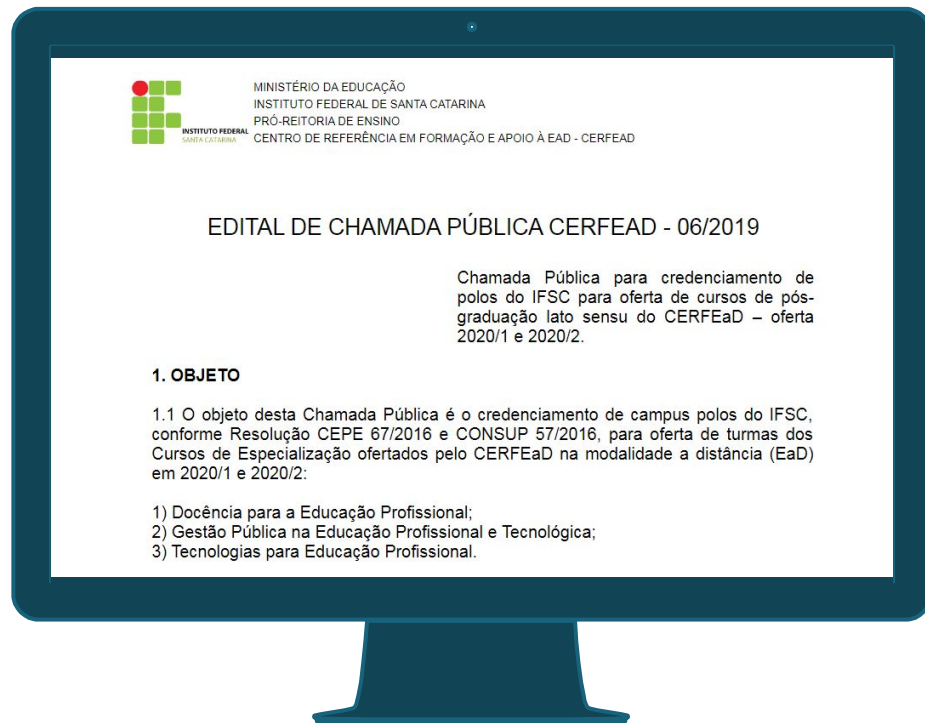 MINISTÉRIO DA EDUCAÇÃO
INSTITUTO FEDERAL DE SANTA CATARINA
PRÓ-REITORIA DE ENSINO
CENTRO DE REFERÊNCIA EM FORMAÇÃO E APOIO À EAD - CERFEAD
INSTITUTO FEDERAL
SANTA CATARINA
EDITAL DE CHAMADA PÚBLICA CERFEAD - 06/2019
Chamada Pública para credenciamento de
polos do IFSC para oferta de cursos de pós-
graduação lato sensu do CERFEaD – oferta
2020/1 e 2020/2.
1. OBJETO
1.1 O objeto desta Chamada Pública é o credenciamento de campus polos do IFSC,
conforme Resolução CEPE 67/2016 e CONSUP 57/2016, para oferta de turmas dos
Cursos de Especialização ofertados pelo CERFEaD na modalidade a distância (EaD)
em 2020/1 e 2020/2:
1) Docência para a Educação Profissional;
2) Gestão Pública na Educação Profissional e Tecnológica;
3) Tecnologias para Educação Profissional.